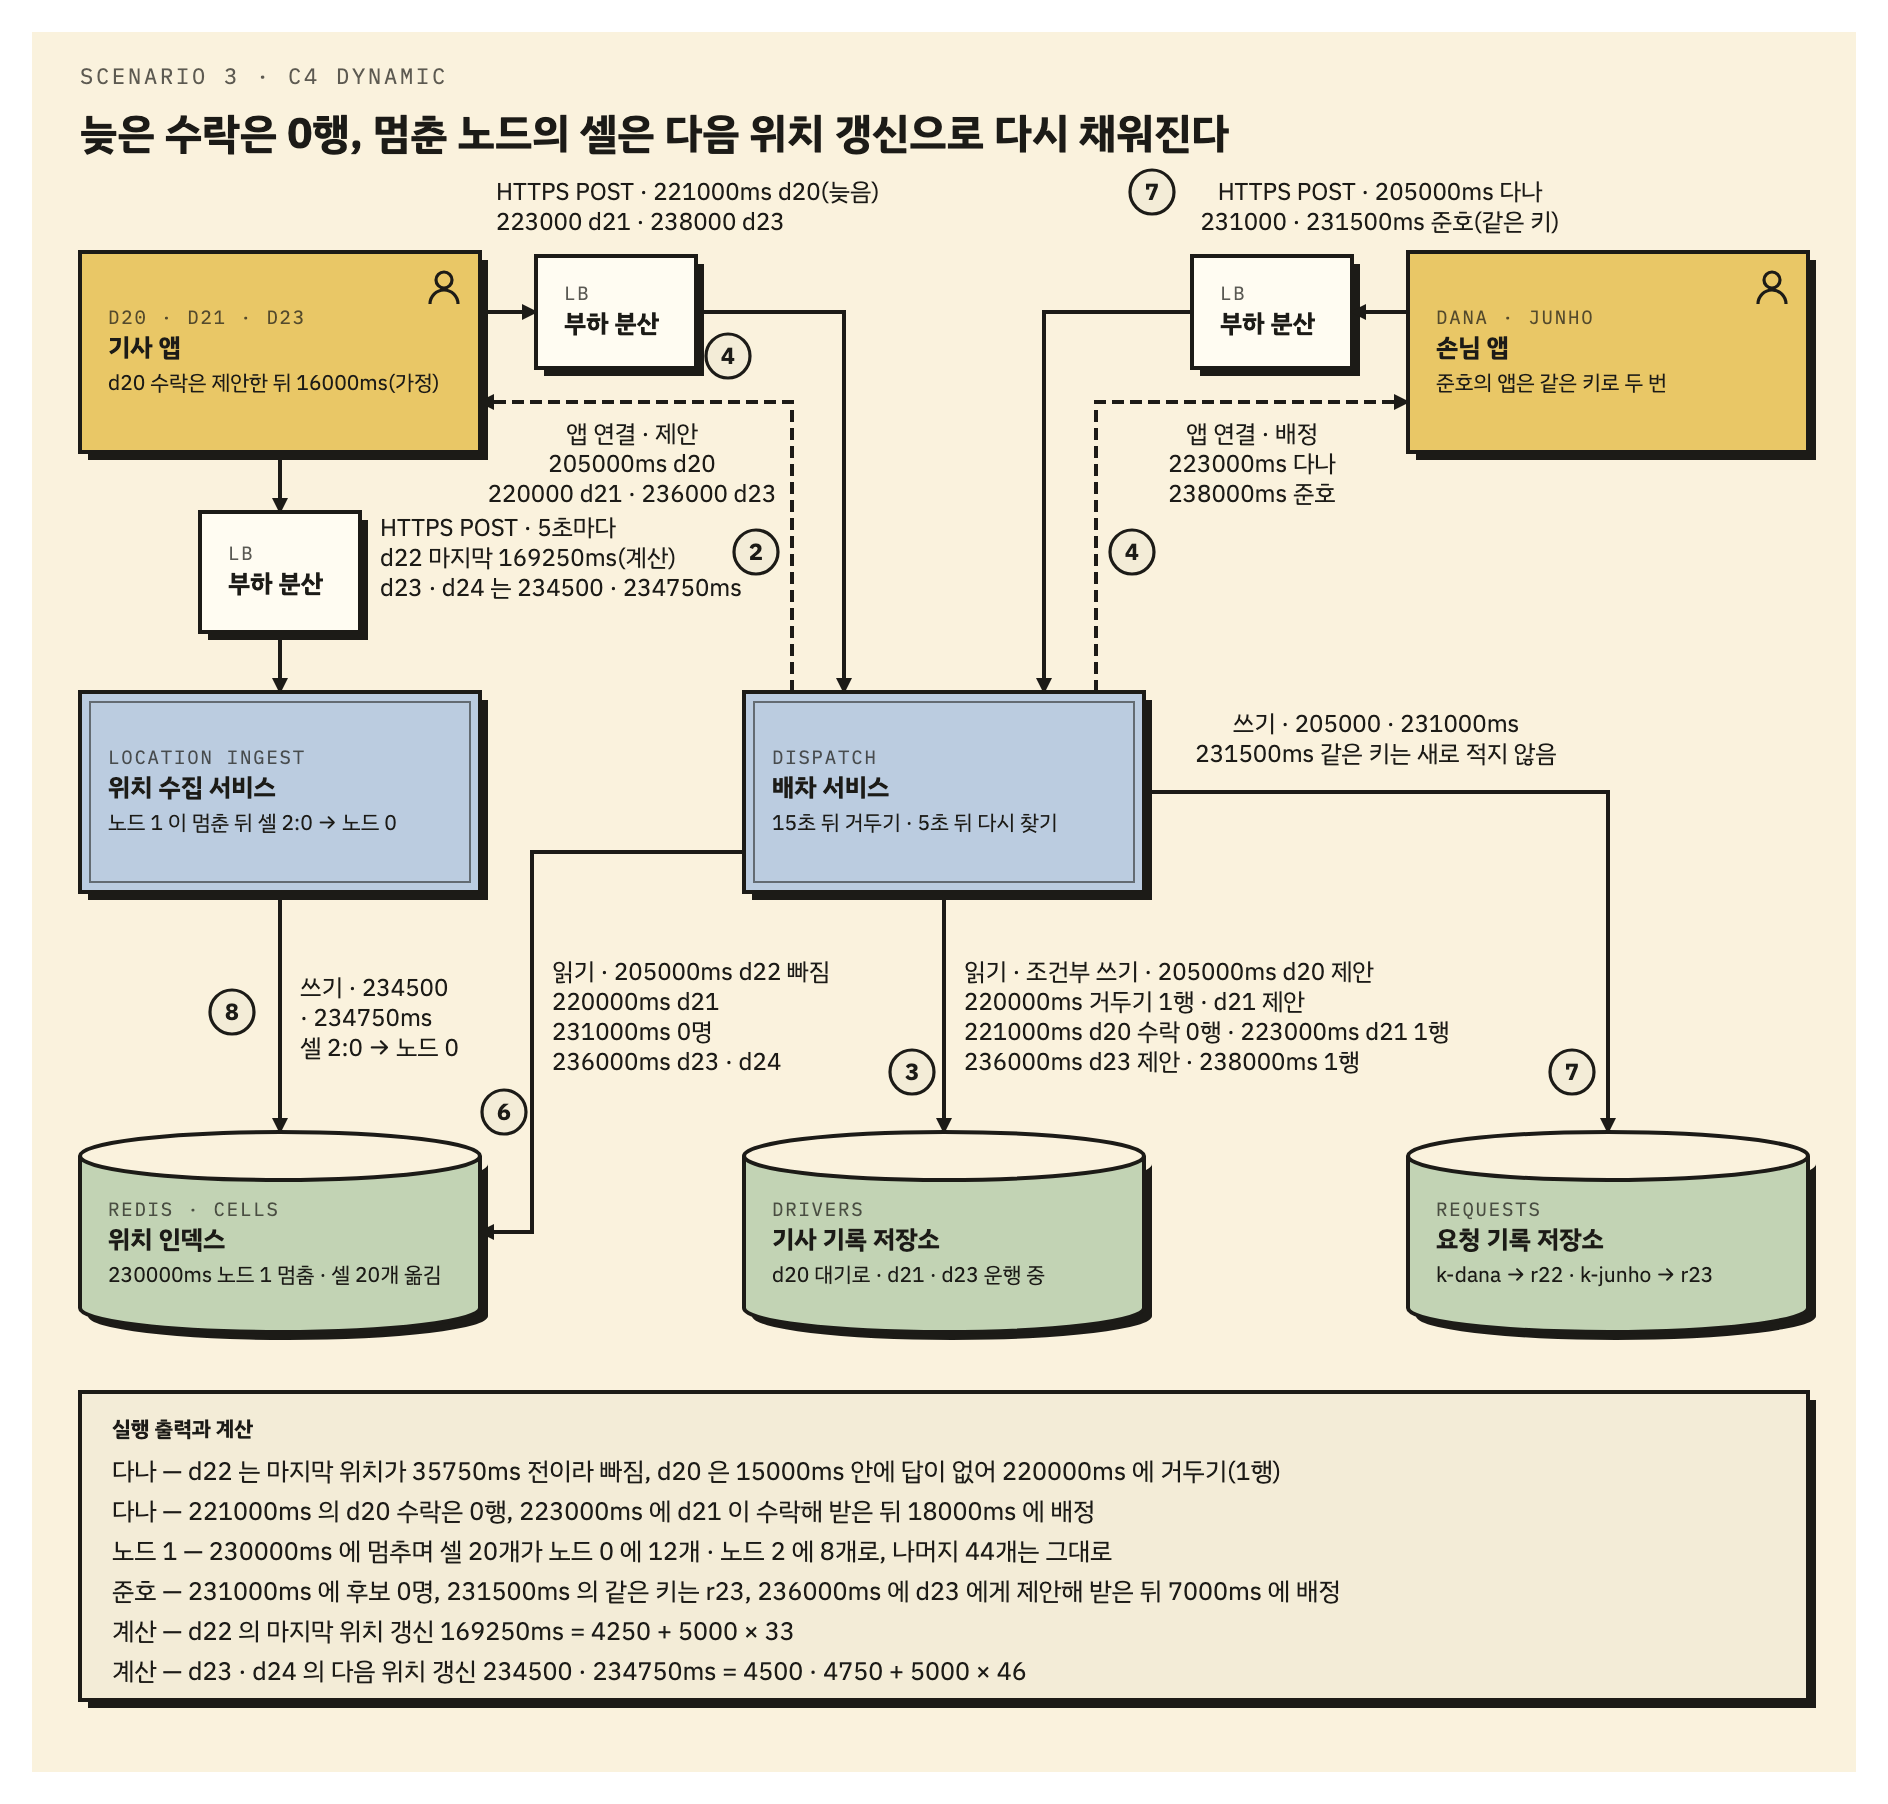 SCENARIO 3 · C4 DYNAMIC
늦은 수락은 0행, 멈춘 노드의 셀은 다음 위치 갱신으로 다시 채워진다
HTTPS POST · 221000ms d20(늦음)
223000 d21 · 238000 d23
7
HTTPS POST · 205000ms 다나
231000 · 231500ms 준호(같은 키)
D20 · D21 · D23
기사 앱
d20 수락은 제안한 뒤 16000ms(가정)
LB
부하 분산
4
LB
부하 분산
DANA · JUNHO
손님 앱
준호의 앱은 같은 키로 두 번
앱 연결 · 제안
205000ms d20
220000 d21 · 236000 d23
앱 연결 · 배정
223000ms 다나
238000ms 준호
LB
부하 분산
HTTPS POST · 5초마다
d22 마지막 169250ms(계산)
d23 · d24 는 234500 · 234750ms
2
4
LOCATION INGEST
위치 수집 서비스
노드 1 이 멈춘 뒤 셀 2:0 → 노드 0
DISPATCH
배차 서비스
15초 뒤 거두기 · 5초 뒤 다시 찾기
쓰기 · 205000 · 231000ms
231500ms 같은 키는 새로 적지 않음
8
쓰기 · 234500
· 234750ms
셀 2:0 → 노드 0
6
읽기 · 205000ms d22 빠짐
220000ms d21
231000ms 0명
236000ms d23 · d24
3
읽기 · 조건부 쓰기 · 205000ms d20 제안
220000ms 거두기 1행 · d21 제안
221000ms d20 수락 0행 · 223000ms d21 1행
236000ms d23 제안 · 238000ms 1행
7
REDIS · CELLS
위치 인덱스
230000ms 노드 1 멈춤 · 셀 20개 옮김
DRIVERS
기사 기록 저장소
d20 대기로 · d21 · d23 운행 중
REQUESTS
요청 기록 저장소
k-dana → r22 · k-junho → r23
실행 출력과 계산
다나 — d22 는 마지막 위치가 35750ms 전이라 빠짐, d20 은 15000ms 안에 답이 없어 220000ms 에 거두기(1행)
다나 — 221000ms 의 d20 수락은 0행, 223000ms 에 d21 이 수락해 받은 뒤 18000ms 에 배정
노드 1 — 230000ms 에 멈추며 셀 20개가 노드 0 에 12개 · 노드 2 에 8개로, 나머지 44개는 그대로
준호 — 231000ms 에 후보 0명, 231500ms 의 같은 키는 r23, 236000ms 에 d23 에게 제안해 받은 뒤 7000ms 에 배정
계산 — d22 의 마지막 위치 갱신 169250ms = 4250 + 5000 × 33
계산 — d23 · d24 의 다음 위치 갱신 234500 · 234750ms = 4500 · 4750 + 5000 × 46